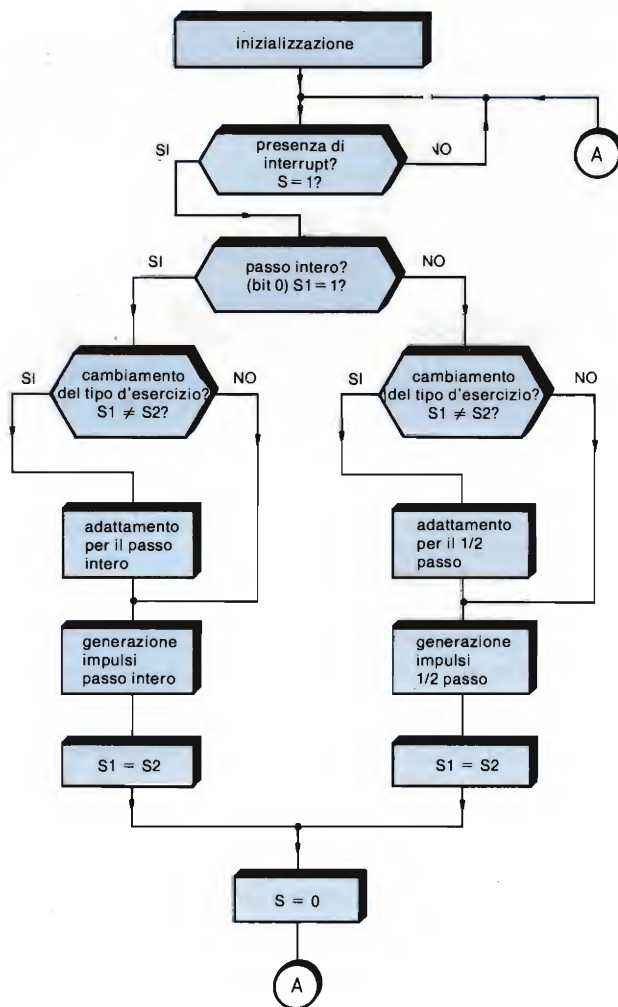 inizializzazione
A
SI
presenza di
interrupt?
S = 1?
NO
SI
passo intero?
(bit 0) S1 = 1?
NO
SI
cambiamento
del tipo d'esercizio?
S1 ≠ S2?
NO
SI
cambiamento
del tipo d'esercizio?
S1 ≠ S2?
NO
adattamento
per il passo
intero
adattamento
per il 1/2
passo
generazione
impulsi
passo intero
generazione
impulsi
1/2 passo
S1 = S2
S1 = S2
S = 0
A